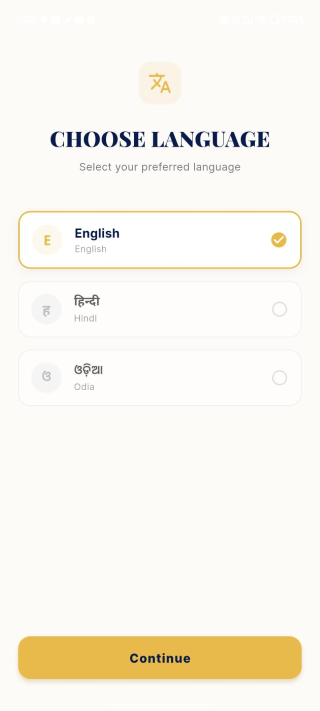 CHOOSE LANGUAGE
Select your preferred language
E
English
English
ह
हिन्दी
Hindi
ଓ
ଓଡ଼ିଆ
Odia
Continue